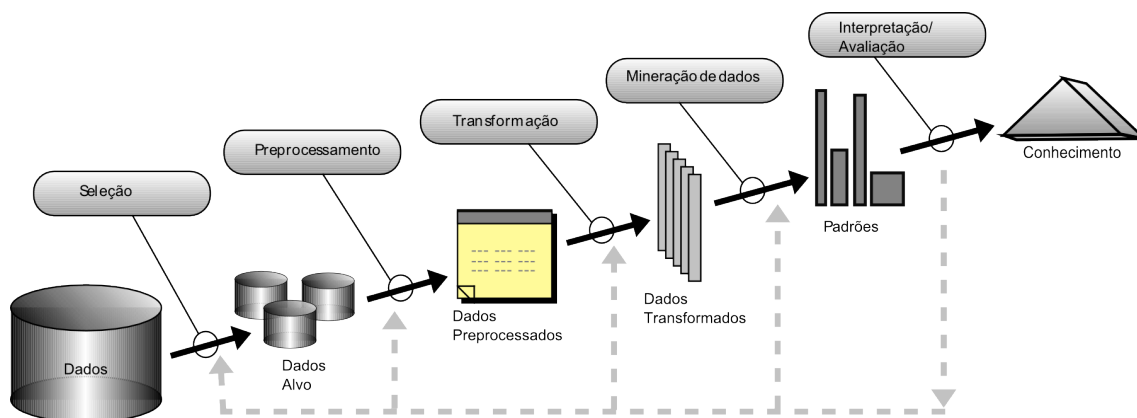 Interpretação/
Avaliação
Mineração de dados
Transformação
Preprocessamento
Seleção
Conhecimento
Padrões
Dados
Transformados
Dados
Preprocessados
Dados
Alvo
Dados